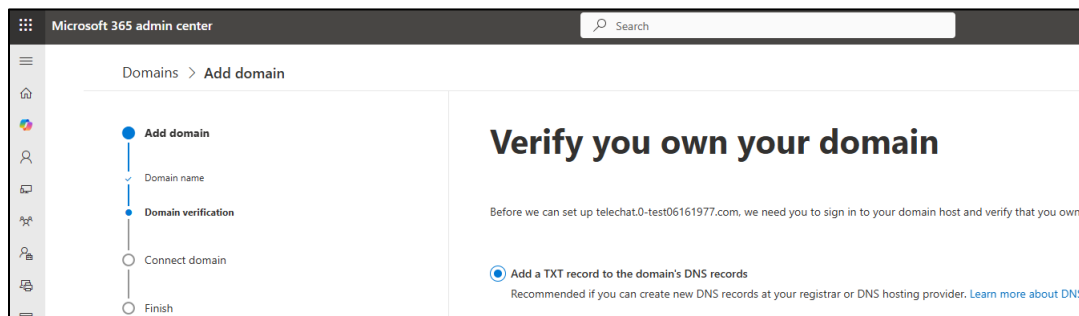 Microsoft 365 admin center
Search
Domains > Add domain
Add domain
Domain name
Domain verification
Connect domain
Finish
Verify you own your domain
Before we can set up telechat.0-test06161977.com, we need you to sign in to your domain host and verify that you own
Add a TXT record to the domain's DNS records
Recommended if you can create new DNS records at your registrar or DNS hosting provider. Learn more about DNS